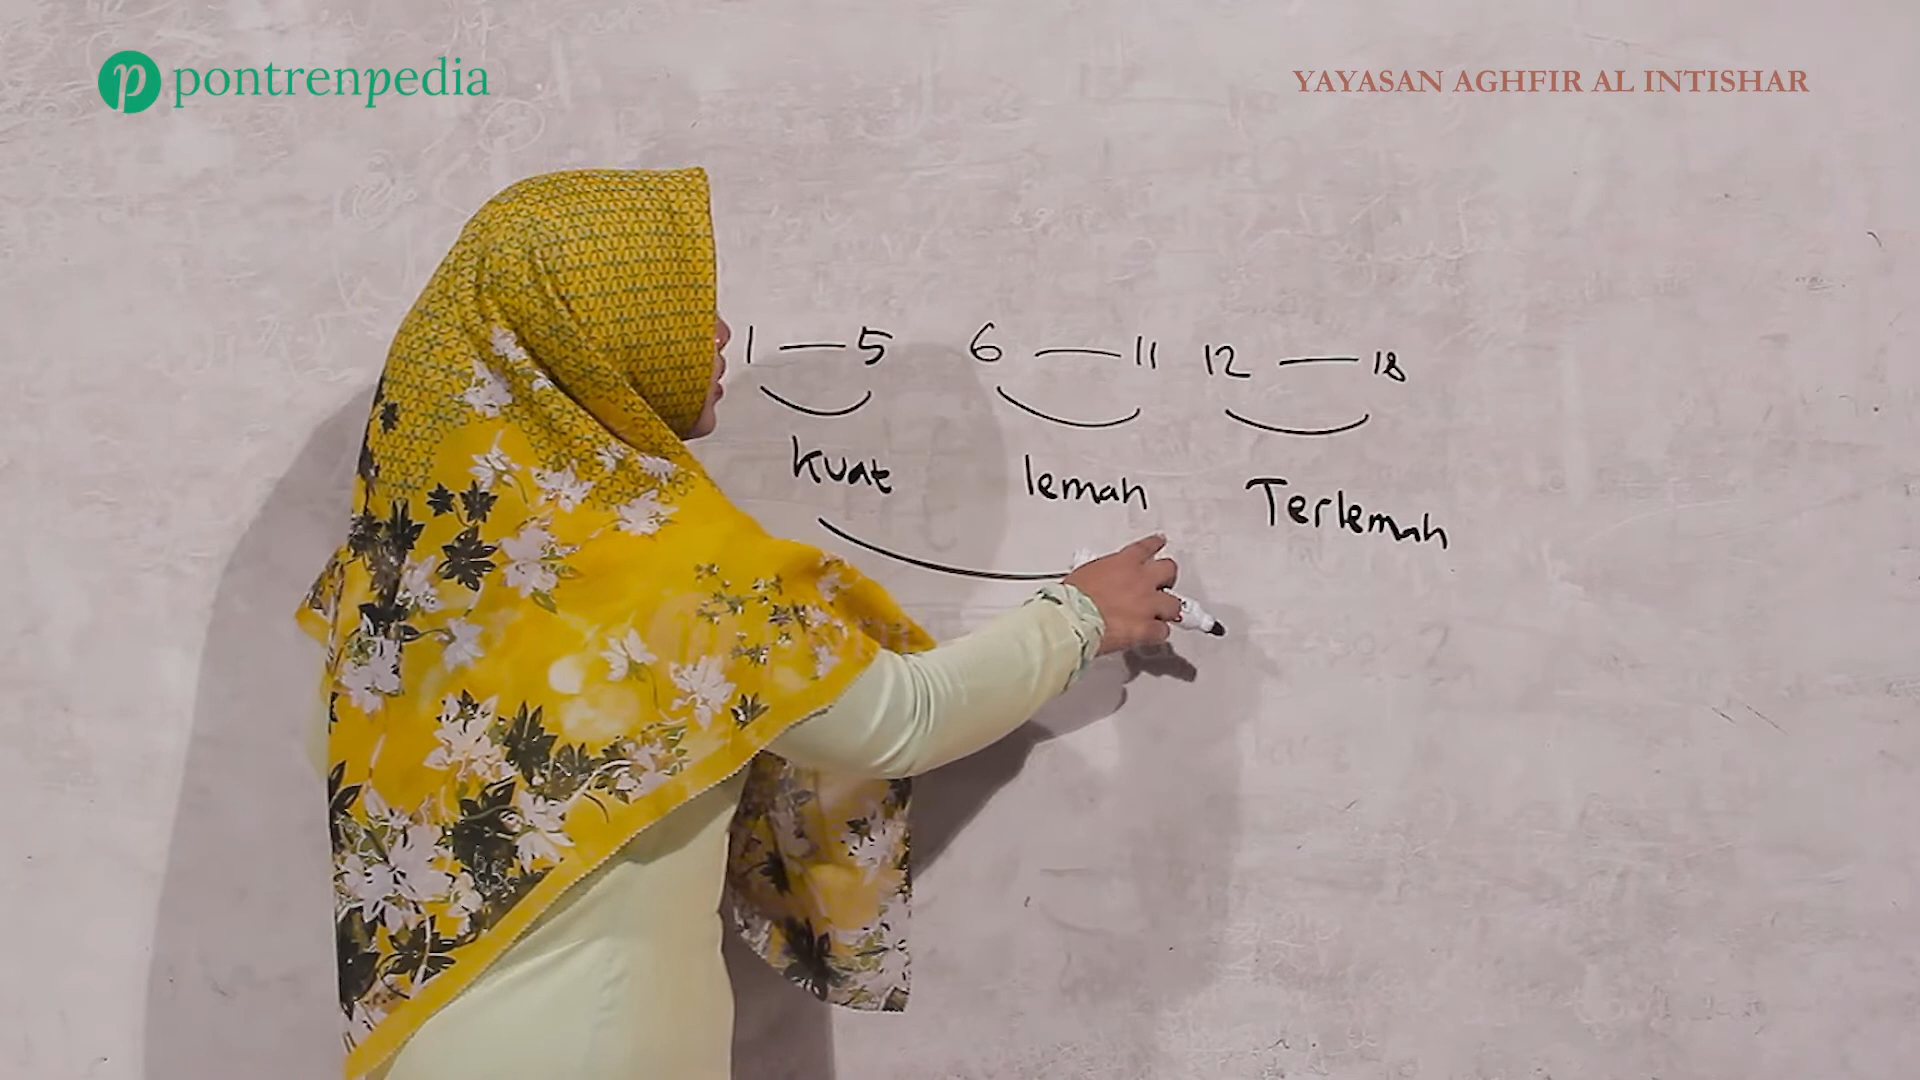 pontrenpedia
YAYASAN AGHFIR AL INTISHAR
1 — 5 6 — 11 12 — 18
kuat lemah Terlemah